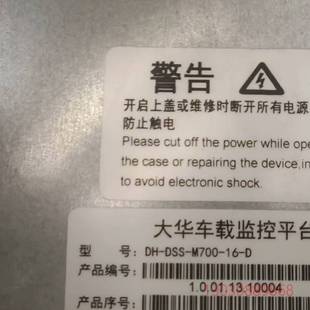 警告
开启上盖或维修时断开所有电源
防止触电
Please cut off the power while ope
the case or repairing the device,in
to avoid electronic shock.
大华车载监控平台
型 号: DH-DSS-M700-16-D
产品编号:
1.0.01.13.10004
产品序号: